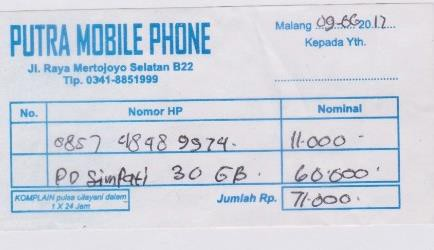 PUTRA MOBILE PHONE
Jl. Raya Mertojoyo Selatan B22
Tlp. 0341-8851999
Malang 09-06 2017
Kepada Yth.
No. Nomor HP Nominal
0857 4848 9974. 11.000
PD Simpati 30 GB. 60.000
KOMPLAIN pulsa dilayani dalam 1 X 24 Jam
Jumlah Rp. 71.000